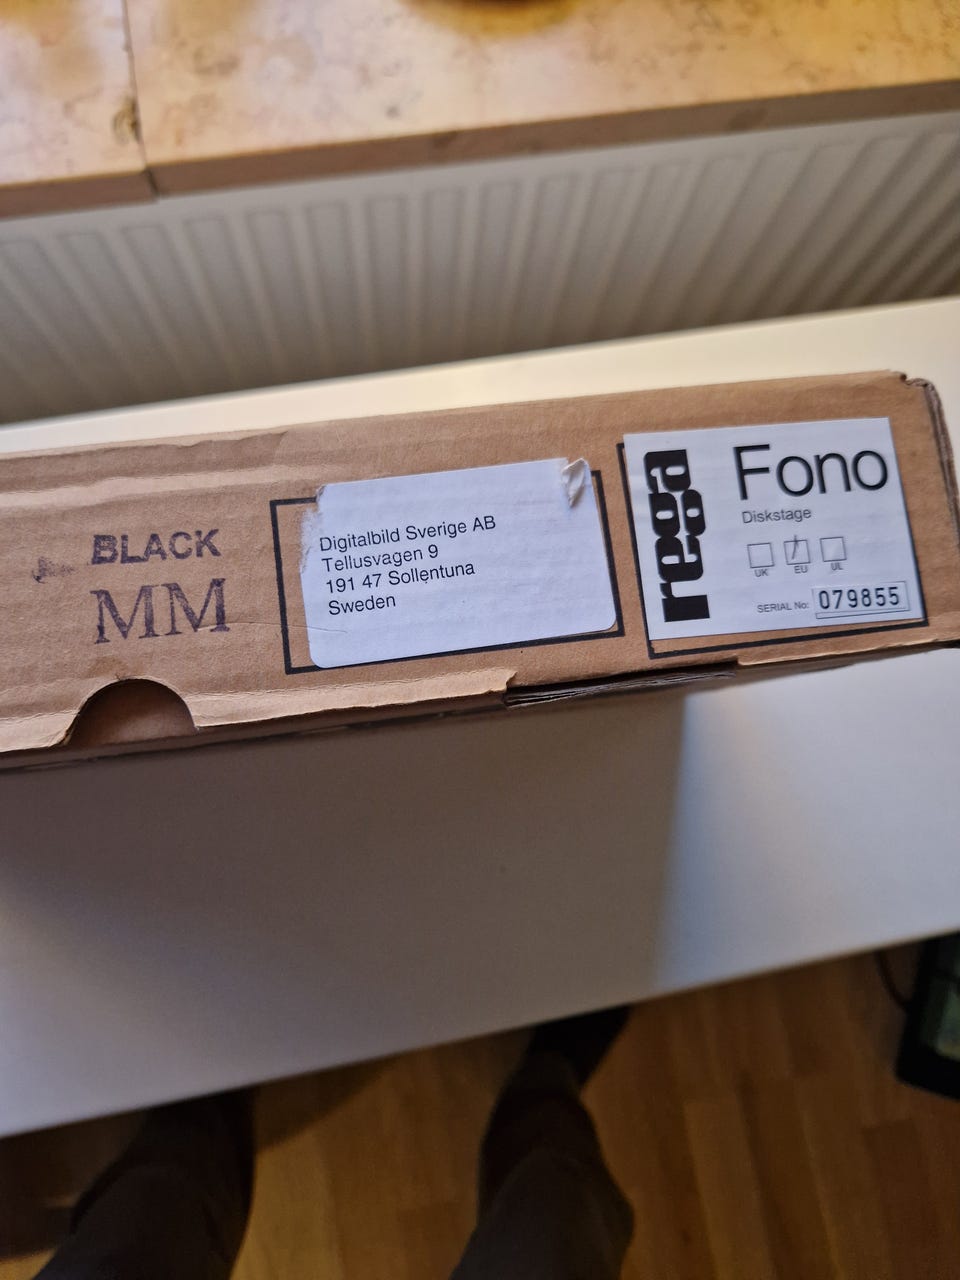 BLACK
MM
Digitalbild Sverige AB
Tellusvagen 9
191 47 Sollentuna
Sweden
rega
Fono
Diskstage
UK EU UL
SERIAL No: 079855